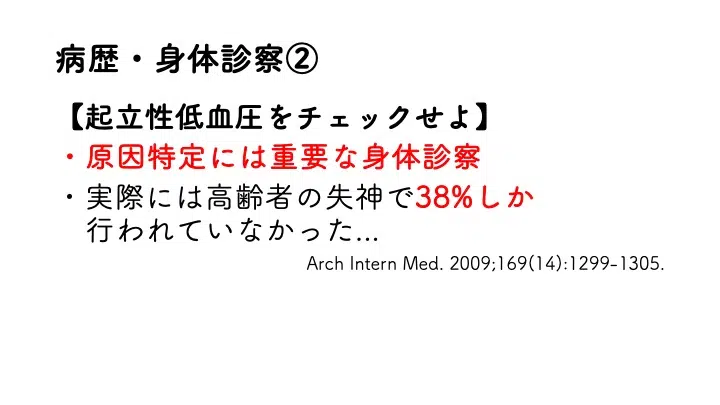 病歴・身体診察②
【起立性低血圧をチェックせよ】
・原因特定には重要な身体診察
・実際には高齢者の失神で38%しか
行われていなかった…
Arch Intern Med. 2009;169(14):1299-1305.